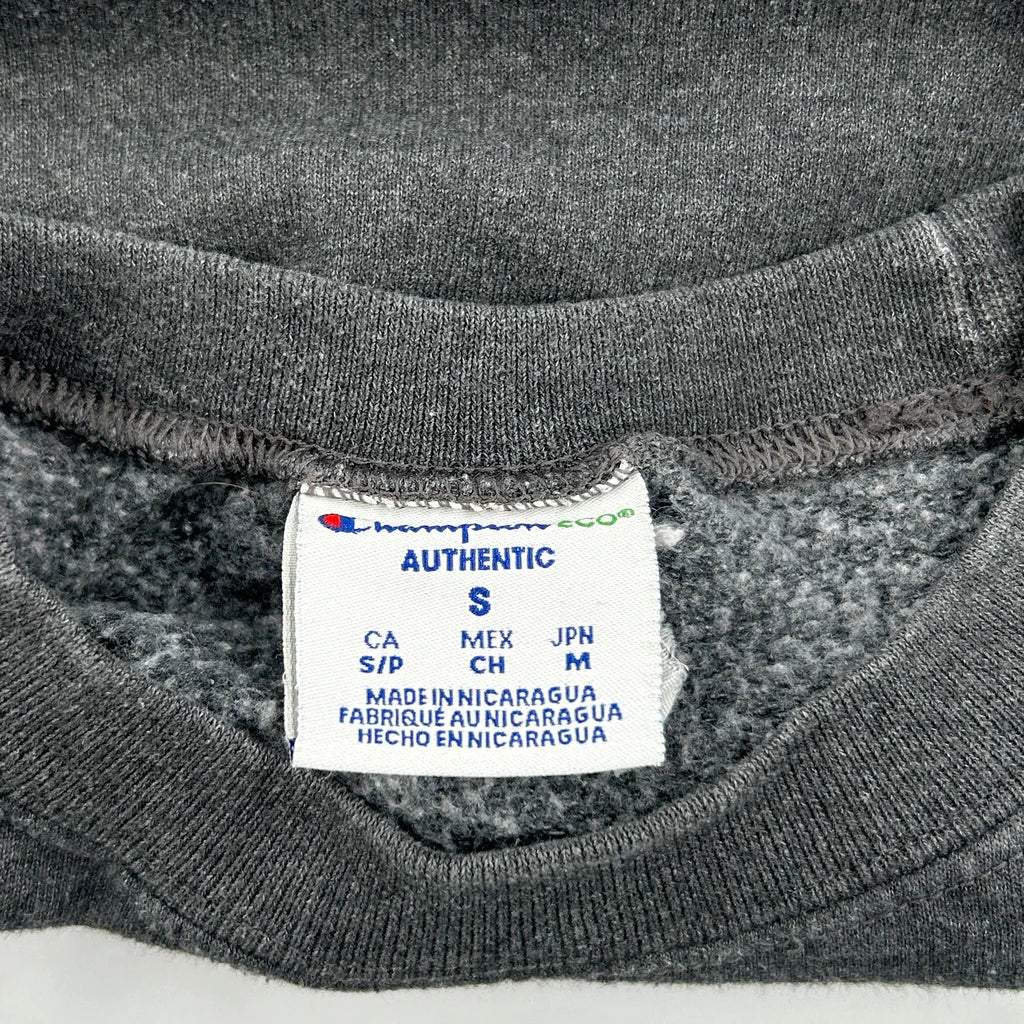 Champion ECO®
AUTHENTIC
S
CA MEX JPN
S/P CH M
MADE IN NICARAGUA
FABRIQUÉ AU NICARAGUA
HECHO EN NICARAGUA